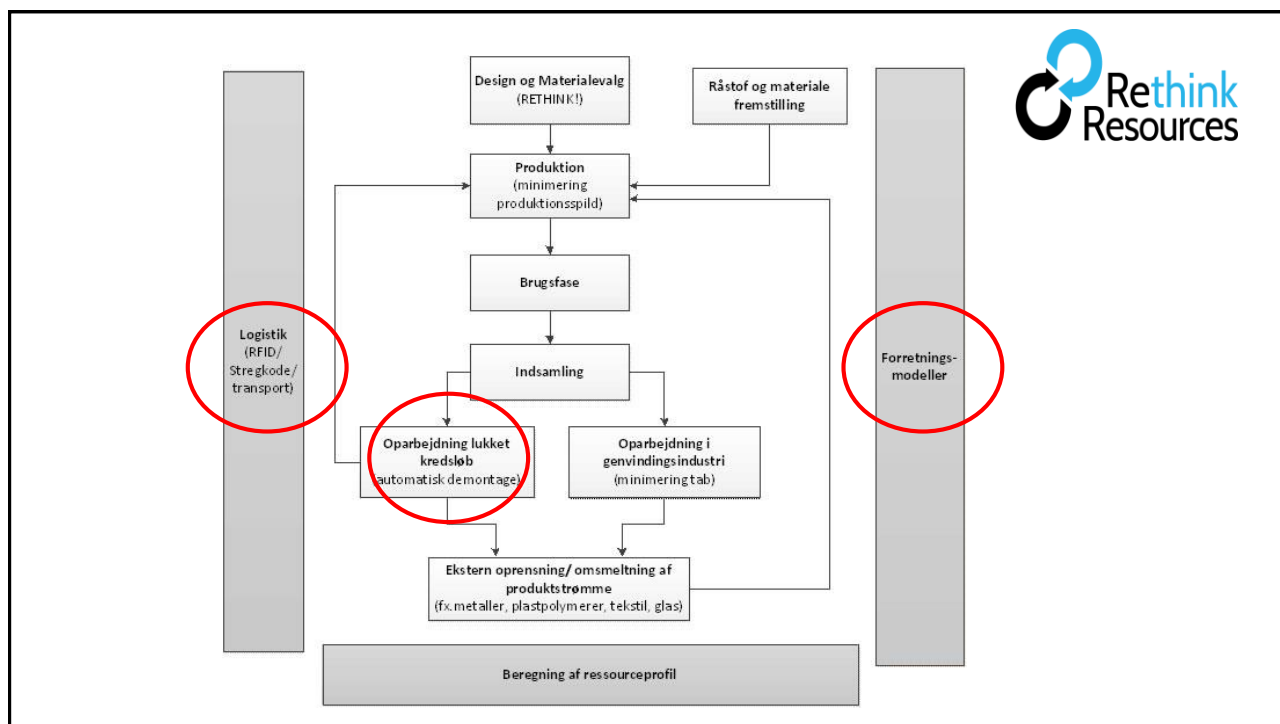 Design og Materialevalg
(RETHINK!)
Råstof og materiale
fremstilling
Rethink
Resources
Produktion
(minimering
produktionsspild)
Brugsfase
Logistik
(RFID/
Stregkode/
transport)
Indsamling
Forretnings-
modeller
Oparbejdning lukket
kredsløb
(automatisk demontage)
Oparbejdning i
genvindingsindustri
(minimering tab)
Ekstern oprensning/ omsmeltning af
produktstrømme
(fx.metaller, plastpolymerer, tekstil, glas)
Beregning af ressourceprofil